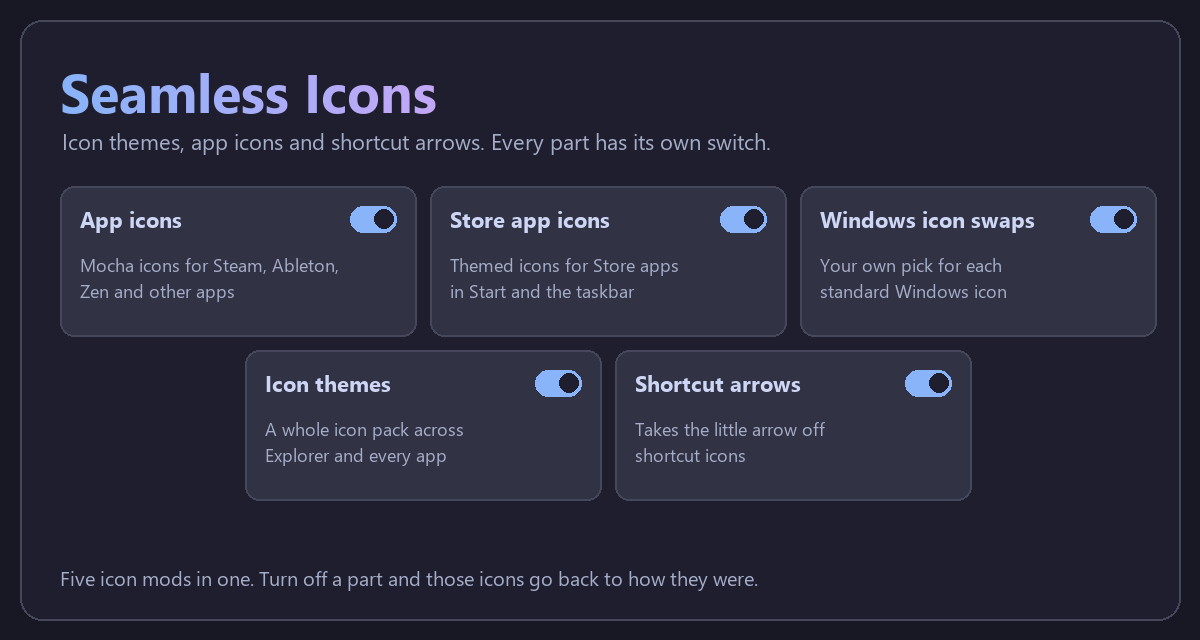 Seamless Icons
Icon themes, app icons and shortcut arrows. Every part has its own switch.
App icons
Mocha icons for Steam, Ableton,
Zen and other apps
Store app icons
Themed icons for Store apps
in Start and the taskbar
Windows icon swaps
Your own pick for each
standard Windows icon
Icon themes
A whole icon pack across
Explorer and every app
Shortcut arrows
Takes the little arrow off
shortcut icons
Five icon mods in one. Turn off a part and those icons go back to how they were.